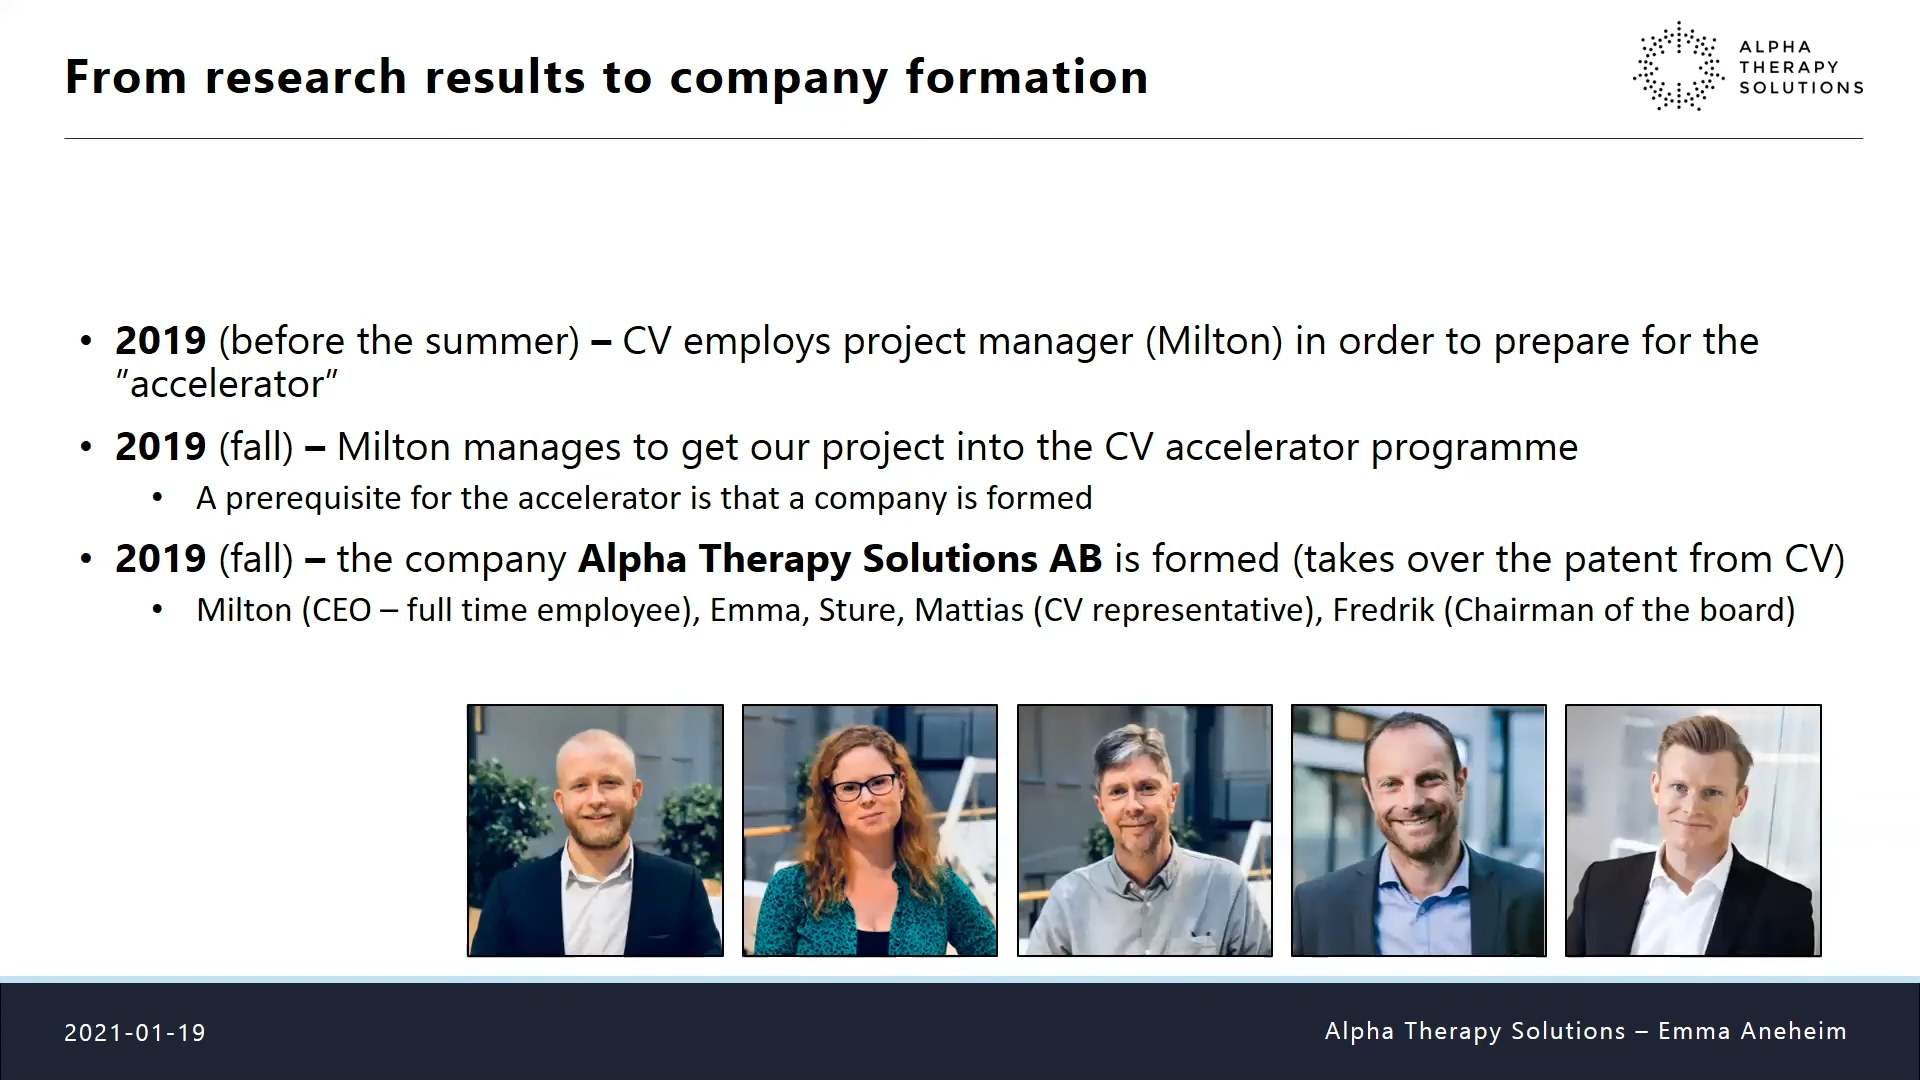 From research results to company formation
ALPHA
THERAPY
SOLUTIONS
• 2019 (before the summer) – CV employs project manager (Milton) in order to prepare for the
”accelerator”
• 2019 (fall) – Milton manages to get our project into the CV accelerator programme
• A prerequisite for the accelerator is that a company is formed
• 2019 (fall) – the company Alpha Therapy Solutions AB is formed (takes over the patent from CV)
• Milton (CEO – full time employee), Emma, Sture, Mattias (CV representative), Fredrik (Chairman of the board)
2021-01-19
Alpha Therapy Solutions – Emma Aneheim